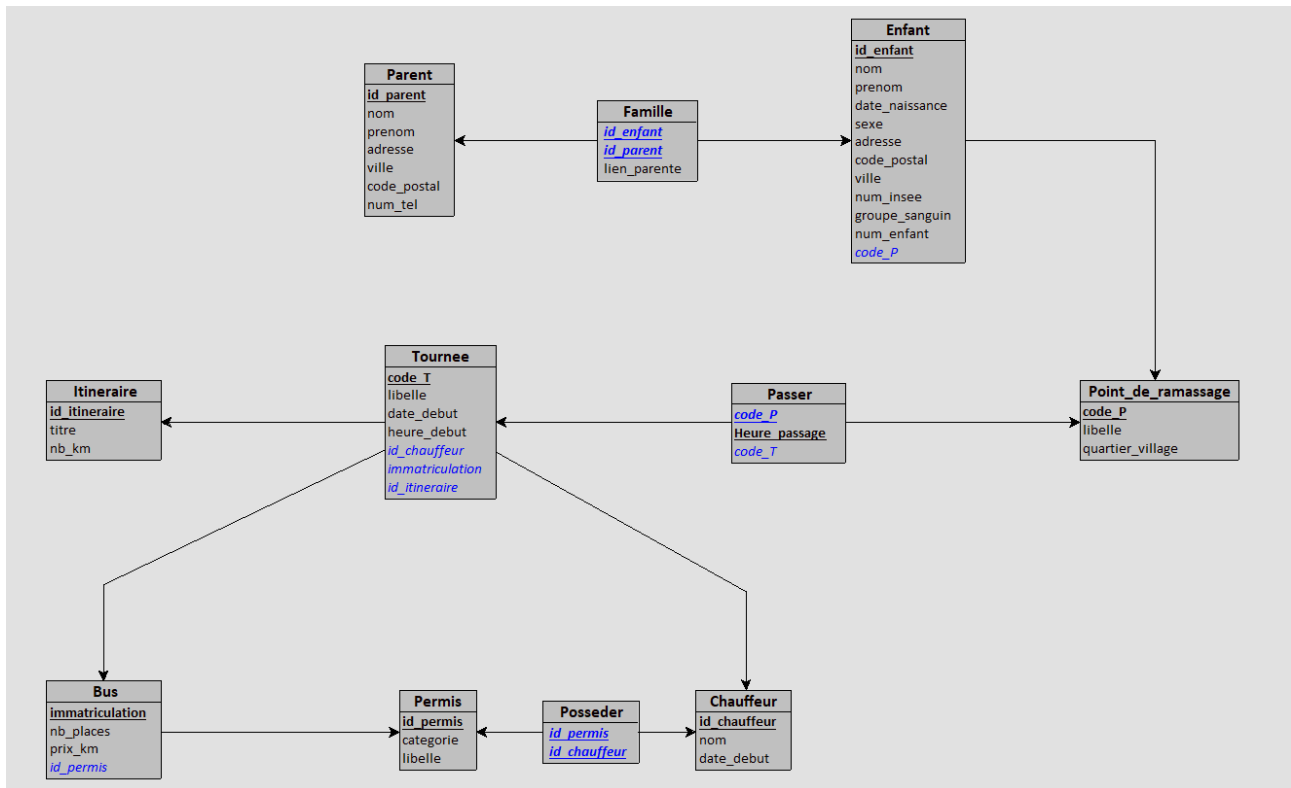 Parent
id_parent
nom
prenom
adresse
ville
code_postal
num_tel
Famille
id_enfant
id_parent
lien_parente
Enfant
id_enfant
nom
prenom
date_naissance
sexe
adresse
code_postal
ville
num_insee
groupe_sanguin
num_enfant
code_P
Itineraire
id_itineraire
titre
nb_km
Tournee
code_T
libelle
date_debut
heure_debut
id_chauffeur
immatriculation
id_itineraire
Passer
code_P
Heure_passage
code_T
Point_de_ramassage
code_P
libelle
quartier_village
Bus
immatriculation
nb_places
prix_km
id_permis
Permis
id_permis
categorie
libelle
Posseder
id_permis
id_chauffeur
Chauffeur
id_chauffeur
nom
date_debut